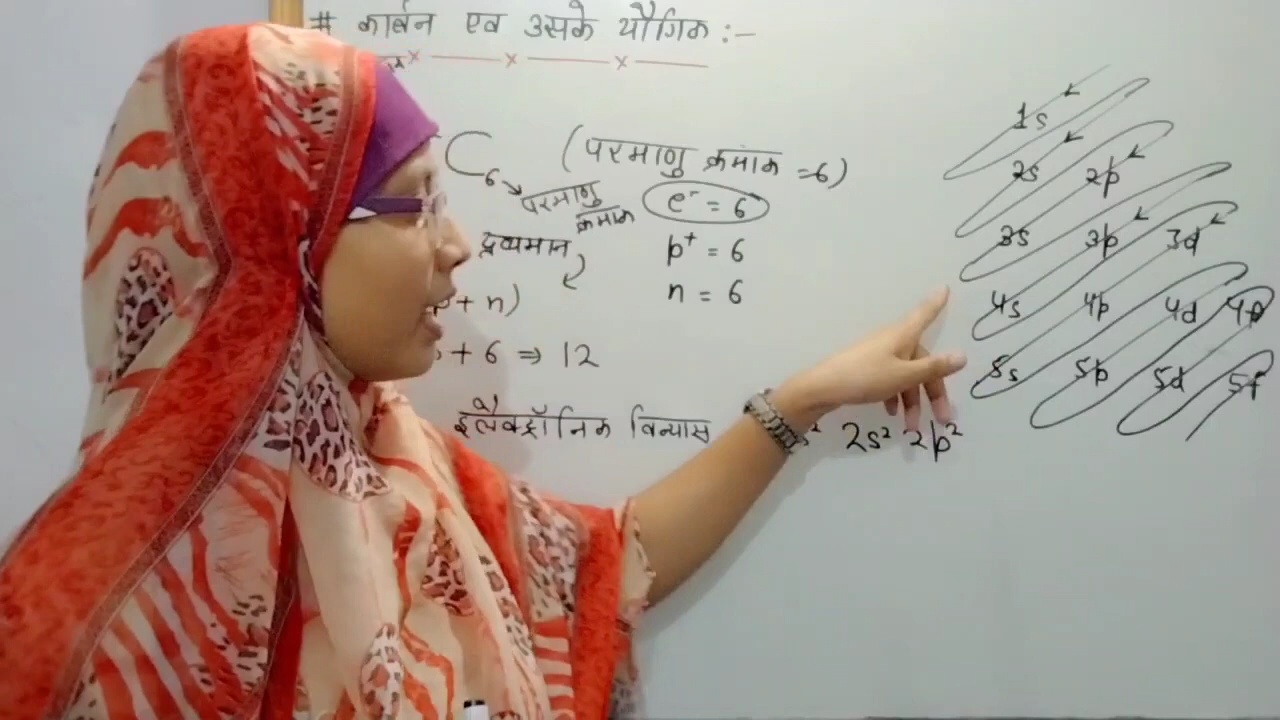 # कार्बन एवं उसके यौगिक :-
C6 (परमाणु क्रमांक =6)
परमाणु क्रमांक
e⁻ = 6
द्रव्यमान
p⁺ = 6
+ n)
n = 6
+ 6 ⇒ 12
इलैक्ट्रॉनिक विन्यास 2s² 2p²
1s
2s 2p
3s 3p 3d
4s 4p 4d 4f
5s 5p 5d 5f